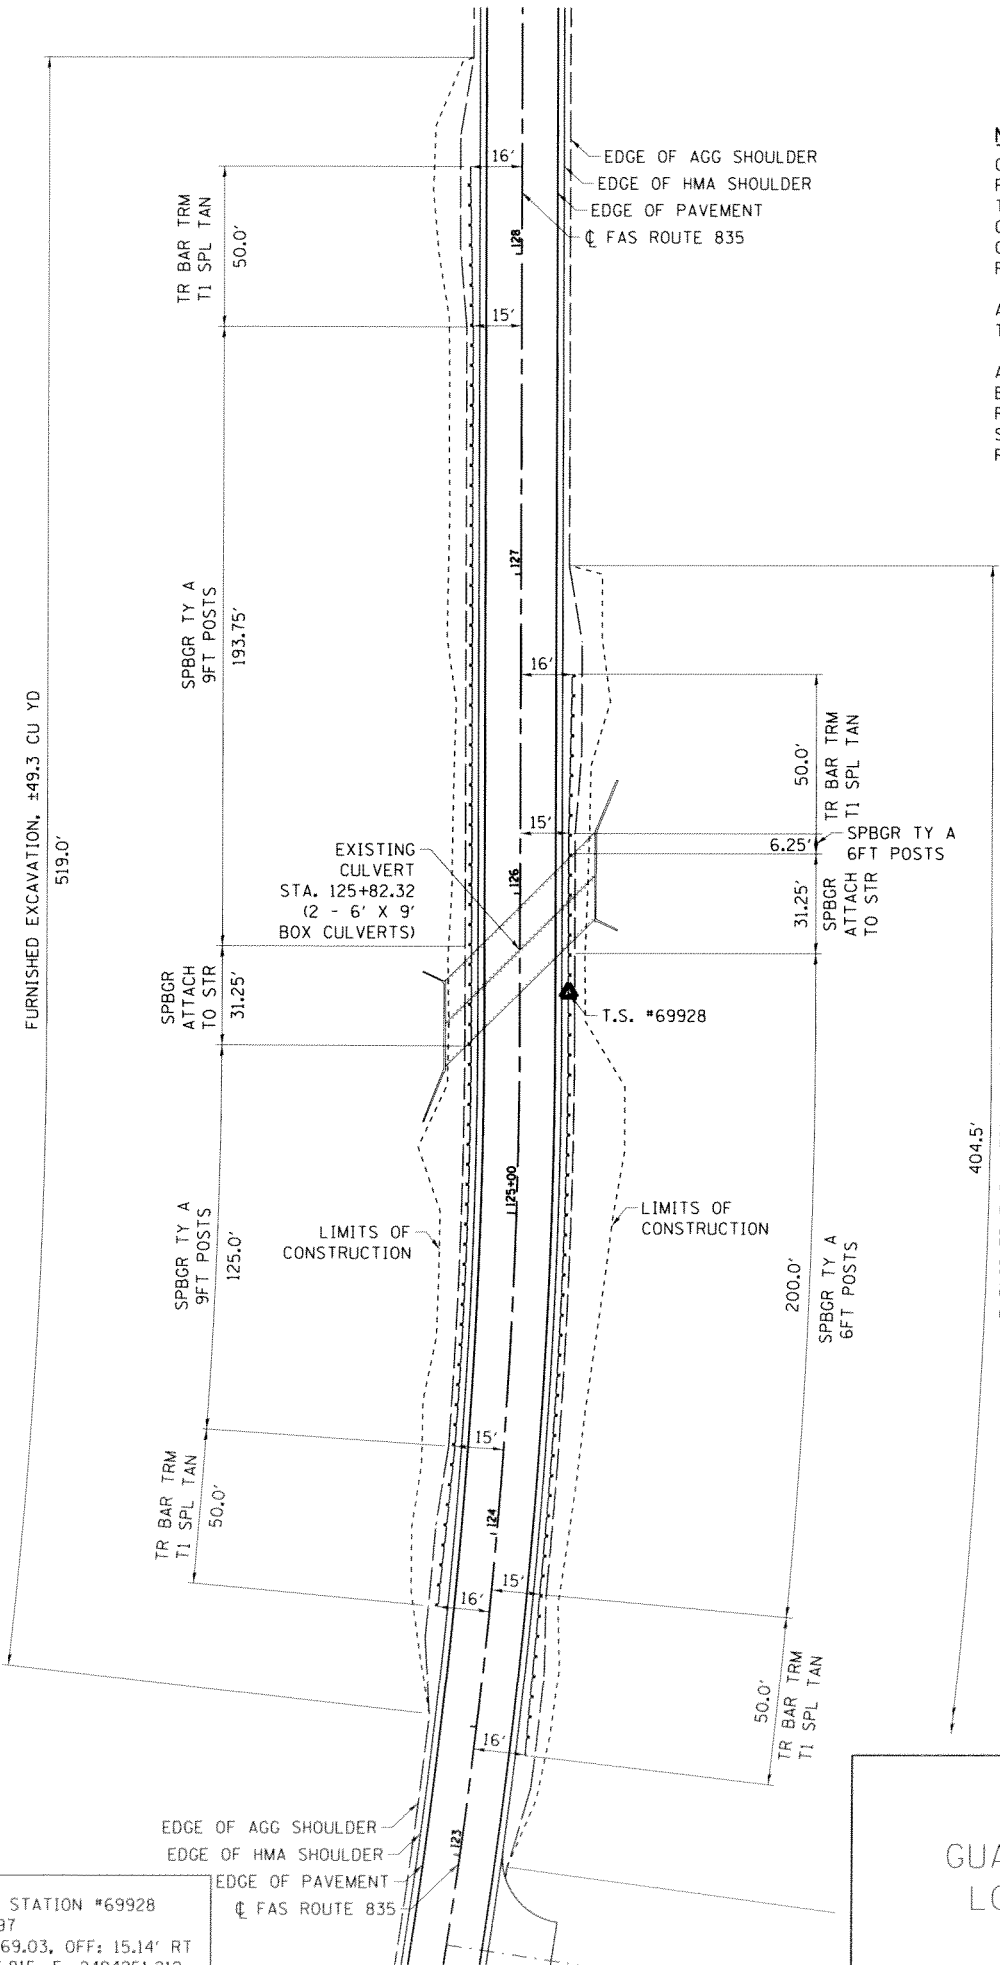 16'
EDGE OF AGG SHOULDER
EDGE OF HMA SHOULDER
EDGE OF PAVEMENT
℄ FAS ROUTE 835
TR BAR TRM
T1 SPL TAN
50.0'
128
15'
127
SPBGR TY A
9FT POSTS
193.75'
FURNISHED EXCAVATION, ±49.3 CU YD
519.0'
16'
50.0'
TR BAR TRM
T1 SPL TAN
15'
6.25'
SPBGR TY A
6FT POSTS
EXISTING
CULVERT
STA. 125+82.32
(2 - 6' X 9'
BOX CULVERTS)
126
31.25'
SPBGR
ATTACH
TO STR
SPBGR
ATTACH
TO STR
31.25'
T.S. #69928
404.5'
125+00
LIMITS OF
CONSTRUCTION
LIMITS OF
CONSTRUCTION
SPBGR TY A
9FT POSTS
125.0'
200.0'
SPBGR TY A
6FT POSTS
15'
TR BAR TRM
T1 SPL TAN
50.0'
124
15'
16'
50.0'
TR BAR TRM
T1 SPL TAN
16'
EDGE OF AGG SHOULDER
EDGE OF HMA SHOULDER
EDGE OF PAVEMENT
℄ FAS ROUTE 835
123
GUA
LO
STATION #69928
97
69.03, OFF: 15.14' RT